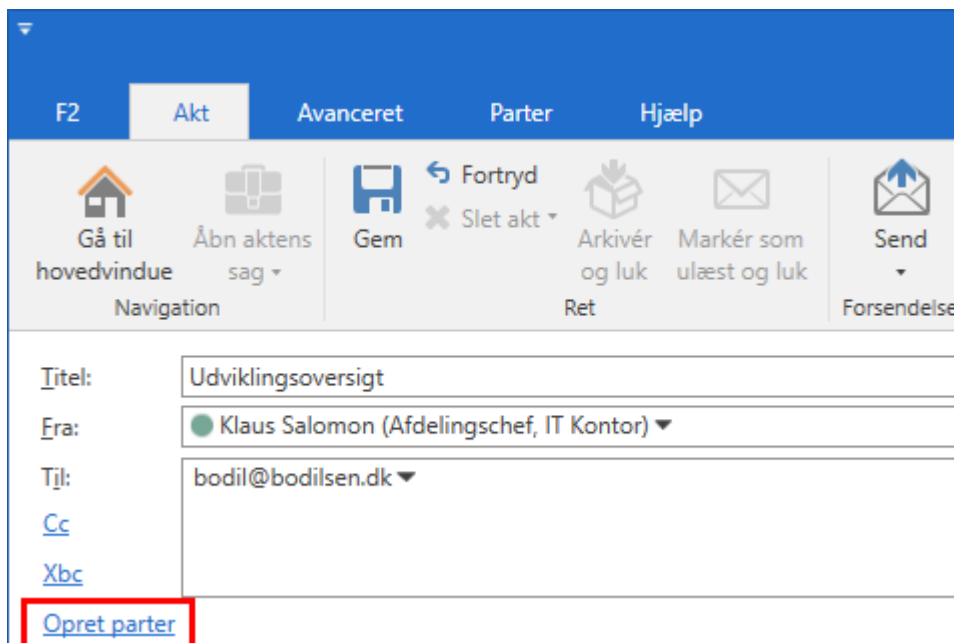 F2 Akt Avanceret Parter Hjælp
Gå til hovedvindue
Åbn aktens sag
Navigation
Gem
Fortryd
Slet akt
Arkivér og luk
Markér som ulæst og luk
Ret
Send
Forsendelse
Titel: Udviklingsoversigt
Fra: Klaus Salomon (Afdelingschef, IT Kontor)
Til: bodil@bodilsen.dk
Cc
Xbc
Opret parter